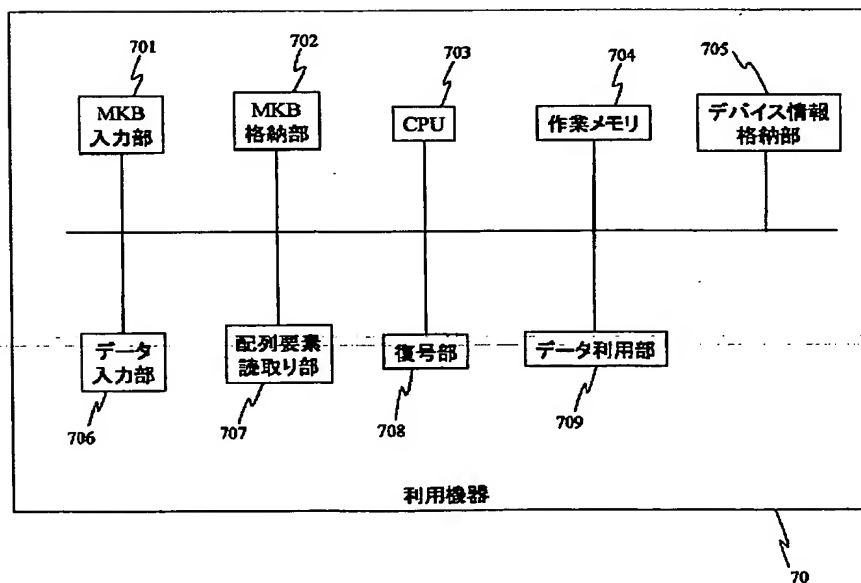 701
702
703
704
705
MKB
入力部
MKB
格納部
CPU
作業メモリ
デバイス情報
格納部
データ
入力部
配列要素
読取り部
復号部
データ利用部
706
707
708
709
利用機器
70